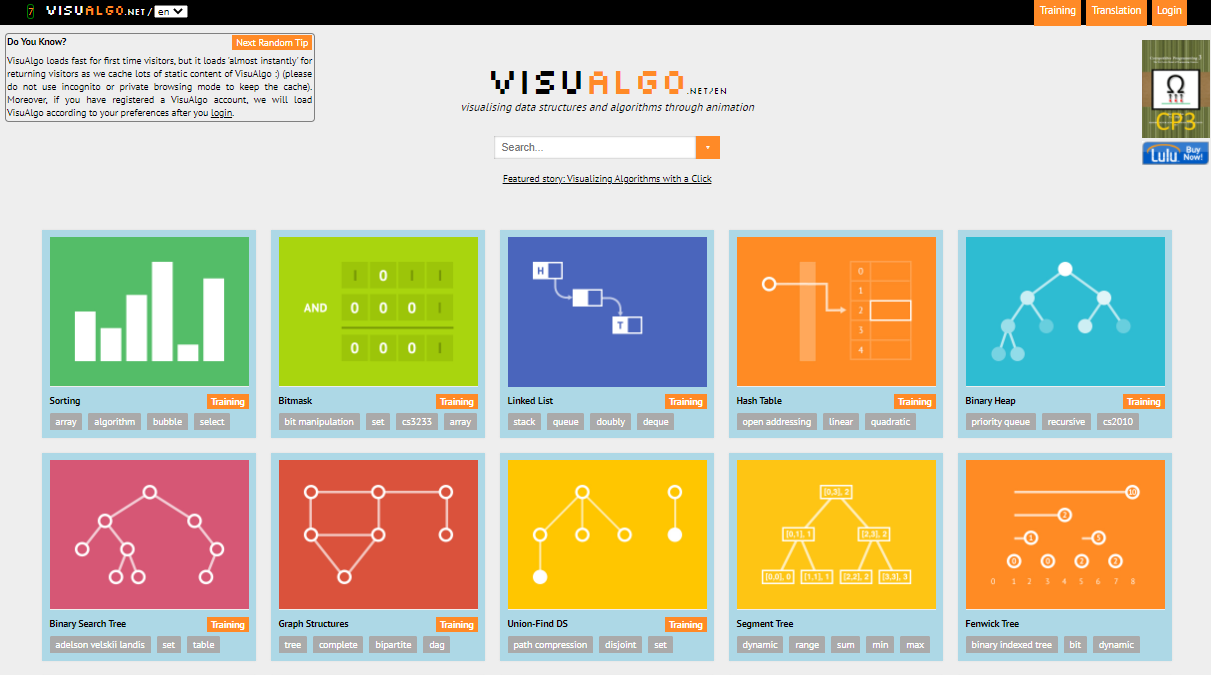 7 VISUALGO.NET / en
Training Translation Login
Do You Know? Next Random Tip
VisuAlgo loads fast for first time visitors, but it loads 'almost instantly' for
returning visitors as we cache lots of static content of VisuAlgo :) (please
do not use incognito or private browsing mode to keep the cache).
Moreover, if you have registered a VisuAlgo account, we will load
VisuAlgo according to your preferences after you login.
VISUALGO.NET/EN
visualising data structures and algorithms through animation
Search...
Featured story: Visualizing Algorithms with a Click
Competitive Programming 3
CP3
Lulu Buy
Now!
I 0 I I
AND 0 0 0 I
0 0 0 I
H
T
0
1
2
3
4
Sorting Training
array algorithm bubble select
Bitmask Training
bit manipulation set cs3233 array
Linked List Training
stack queue doubly deque
Hash Table Training
open addressing linear quadratic
Binary Heap Training
priority queue recursive cs2010
[0,3], 2
[0,1], 1 [2,3], 2
[0,0], 0 [1,1], 1 [2,2], 2 [3,3], 3
10
2
1 5
0 0 2 2
0 1 2 3 4 5 6 7 8
Binary Search Tree Training
adelson velskii landis set table
Graph Structures Training
tree complete bipartite dag
Union-Find DS Training
path compression disjoint set
Segment Tree
dynamic range sum min max
Fenwick Tree
binary indexed tree bit dynamic